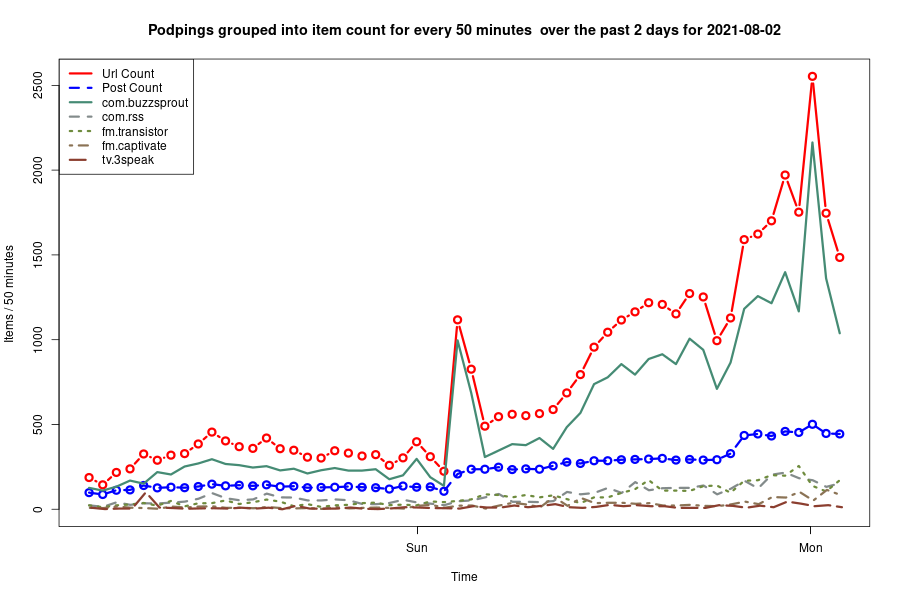 Podpings grouped into item count for every 50 minutes  over the past 2 days for 2021-08-02
Url Count
Post Count
com.buzzsprout
com.rss
fm.transistor
fm.captivate
tv.3speak
2500
2000
1500
1000
500
0
Items / 50 minutes
Sun
Mon
Time